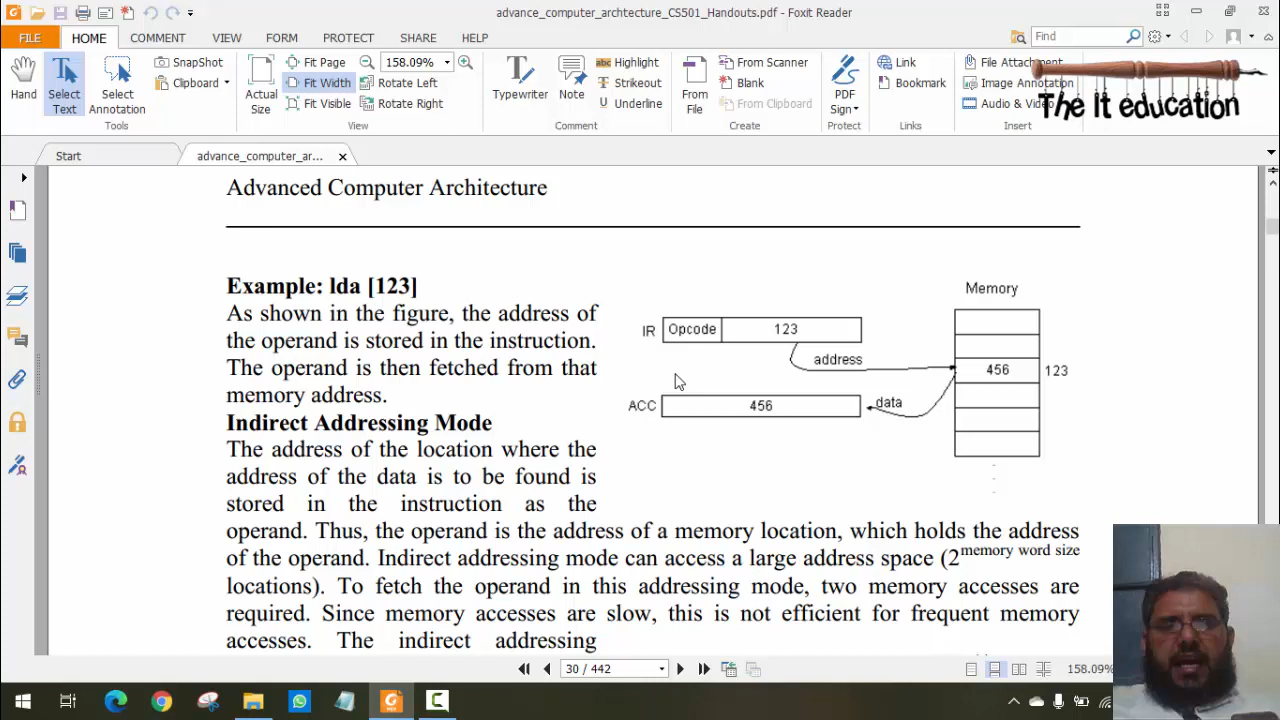 advance_computer_archtecture_CS501_Handouts.pdf - Foxit Reader
FILE HOME COMMENT VIEW FORM PROTECT SHARE HELP Find
Hand
Select Text
Select Annotation
SnapShot
Clipboard
Tools
Actual Size
Fit Page
Fit Width
Fit Visible
158.09%
Rotate Left
Rotate Right
View
Typewriter
Note
Highlight
Strikeout
Underline
Comment
From File
From Scanner
Blank
From Clipboard
Create
PDF Sign
Protect
Link
Bookmark
Links
File Attachment
Image Annotation
Audio & Video
Insert
The It education
Start advance_computer_ar...
Advanced Computer Architecture
Example: lda [123]
As shown in the figure, the address of
the operand is stored in the instruction.
The operand is then fetched from that
memory address.
Memory
IR Opcode 123
address
456 123
ACC 456
data
Indirect Addressing Mode
The address of the location where the
address of the data is to be found is
stored in the instruction as the
operand. Thus, the operand is the address of a memory location, which holds the address
of the operand. Indirect addressing mode can access a large address space (2^memory word size
locations). To fetch the operand in this addressing mode, two memory accesses are
required. Since memory accesses are slow, this is not efficient for frequent memory
accesses. The indirect addressing
30 / 442 158.09%